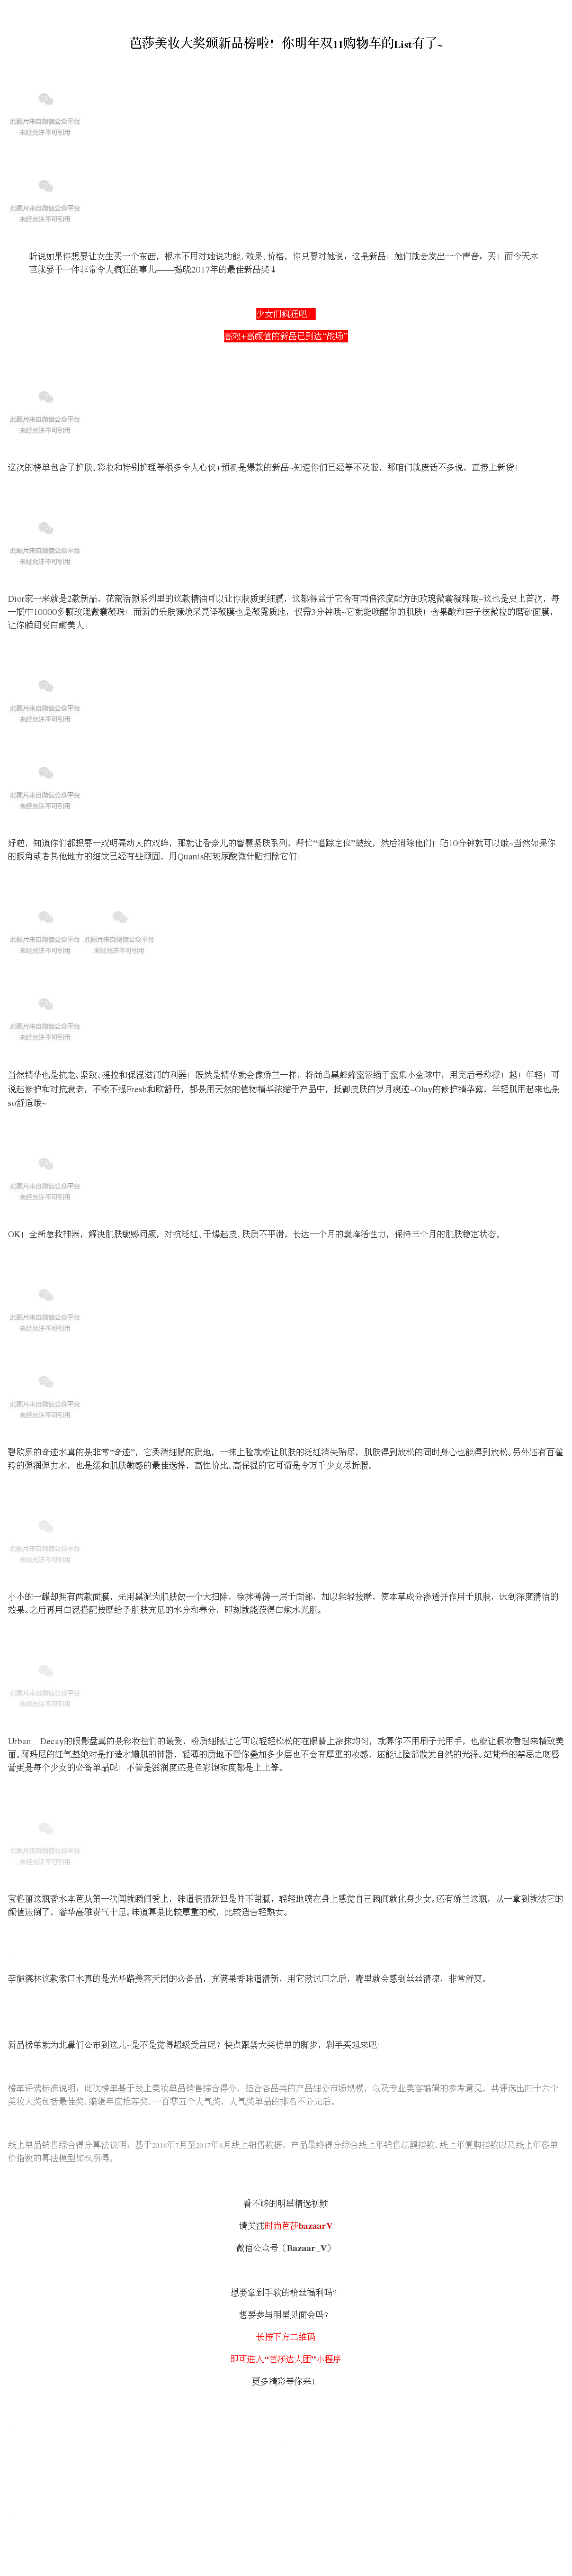 芭莎美妆大奖颁新品榜啦！你明年双11购物车的List有了~
此图片来自微信公众平台
未经允许不可引用
此图片来自微信公众平台
未经允许不可引用
听说如果你想要让女生买一个东西，根本不用对她说功能、效果、价格，你只要对她说：这是新品！她们就会发出一个声音：买！而今天本
芭就要干一件非常令人疯狂的事儿——揭晓2017年的最佳新品奖↓
少女们疯狂吧！
高效+高颜值的新品已到达“战场”
此图片来自微信公众平台
未经允许不可引用
这次的榜单包含了护肤、彩妆和特别护理等很多令人心仪+预测是爆款的新品~知道你们已经等不及啦，那咱们就废话不多说，直接上新货！
此图片来自微信公众平台
未经允许不可引用
Dior家一来就是2款新品，花蜜活颜系列里的这款精油可以让你肤质更细腻，这都得益于它含有两倍浓度配方的玫瑰微囊凝珠哦~这也是史上首次，每
一瓶中10000多颗玫瑰微囊凝珠！而新的乐肤源焕采亮泽凝膜也是凝露质地，仅需3分钟哦~它就能唤醒你的肌肤！含果酸和杏子核微粒的磨砂面膜，
让你瞬间变白嫩美人！
此图片来自微信公众平台
未经允许不可引用
此图片来自微信公众平台
未经允许不可引用
好啦，知道你们都想要一双明亮动人的双眸，那就让香奈儿的智慧紧肤系列，帮忙“追踪定位”皱纹，然后消除他们！贴10分钟就可以哦~当然如果你
的眼角或者其他地方的细纹已经有些顽固，用Quanis的玻尿酸微针贴扫除它们！
此图片来自微信公众平台 此图片来自微信公众平台
未经允许不可引用 未经允许不可引用
此图片来自微信公众平台
未经允许不可引用
当然精华也是抗老、紧致、提拉和保湿滋润的利器！既然是精华就会像娇兰一样，将尚岛黑蜂蜂蜜浓缩于蜜集小金球中，用完后号称撑！起！年轻！可
说起修护和对抗衰老，不能不提Fresh和欧舒丹，都是用天然的植物精华浓缩于产品中，抵御皮肤的岁月痕迹~Olay的修护精华露，年轻肌用起来也是
so舒适哦~
此图片来自微信公众平台
未经允许不可引用
OK！全新急救神器，解决肌肤敏感问题，对抗泛红、干燥起皮、肤质不平滑，长达一个月的巅峰活性力，保持三个月的肌肤稳定状态。
此图片来自微信公众平台
未经允许不可引用
此图片来自微信公众平台
未经允许不可引用
碧欧泉的奇迹水真的是非常“奇迹”，它柔滑细腻的质地，一抹上脸就能让肌肤的泛红消失殆尽，肌肤得到放松的同时身心也能得到放松。另外还有百雀
羚的弹润弹力水，也是缓和肌肤敏感的最佳选择，高性价比、高保湿的它可谓是令万千少女尽折腰。
此图片来自微信公众平台
未经允许不可引用
小小的一罐却拥有两款面膜，先用黑泥为肌肤做一个大扫除，涂抹薄薄一层于面部，加以轻轻按摩，使本草成分渗透并作用于肌肤，达到深度清洁的
效果。之后再用白泥搭配按摩给予肌肤充足的水分和养分，即刻就能获得白嫩水光肌。
此图片来自微信公众平台
未经允许不可引用
Urban Decay的眼影盘真的是彩妆控们的最爱，粉质细腻让它可以轻轻松松的在眼睛上涂抹均匀，就算你不用刷子光用手，也能让眼妆看起来精致美
丽。阿玛尼的红气垫绝对是打造水嫩肌的神器，轻薄的质地不管你叠加多少层也不会有厚重的妆感，还能让脸部散发自然的光泽。纪梵希的禁忌之吻唇
膏更是每个少女的必备单品呢！不管是滋润度还是色彩饱和度都是上上等。
此图片来自微信公众平台
未经允许不可引用
宝格丽这瓶香水本芭从第一次闻就瞬间爱上，味道很清新但是并不甜腻，轻轻地喷在身上感觉自己瞬间就化身少女。还有娇兰这瓶，从一拿到就被它的
颜值迷倒了，奢华高雅贵气十足。味道算是比较厚重的款，比较适合轻熟女。
李施德林这款漱口水真的是光华路美容天团的必备品，充满果香味道清新，用它漱过口之后，嘴里就会感到丝丝清凉，非常舒爽。
新品榜单就为北鼻们公布到这儿~是不是觉得超级受益呢？快点跟紧大奖榜单的脚步，剁手买起来吧！
榜单评选标准说明：此次榜单基于线上美妆单品销售综合得分，结合各品类的产品细分市场规模，以及专业美容编辑的参考意见，共评选出四十六个
美妆大奖包括最佳奖、编辑年度推荐奖、一百零五个人气奖，人气奖单品的排名不分先后。
线上单品销售综合得分算法说明：基于2016年7月至2017年6月线上销售数据，产品最终得分综合线上年销售总额指数、线上年复购指数以及线上年客单
价指数的算法模型加权所得。
看不够的明星精选视频
请关注时尚芭莎bazaarV
微信公众号（Bazaar_V）
想要拿到手软的粉丝福利吗？
想要参与明星见面会吗？
长按下方二维码
即可进入“芭莎达人团”小程序
更多精彩等你来！